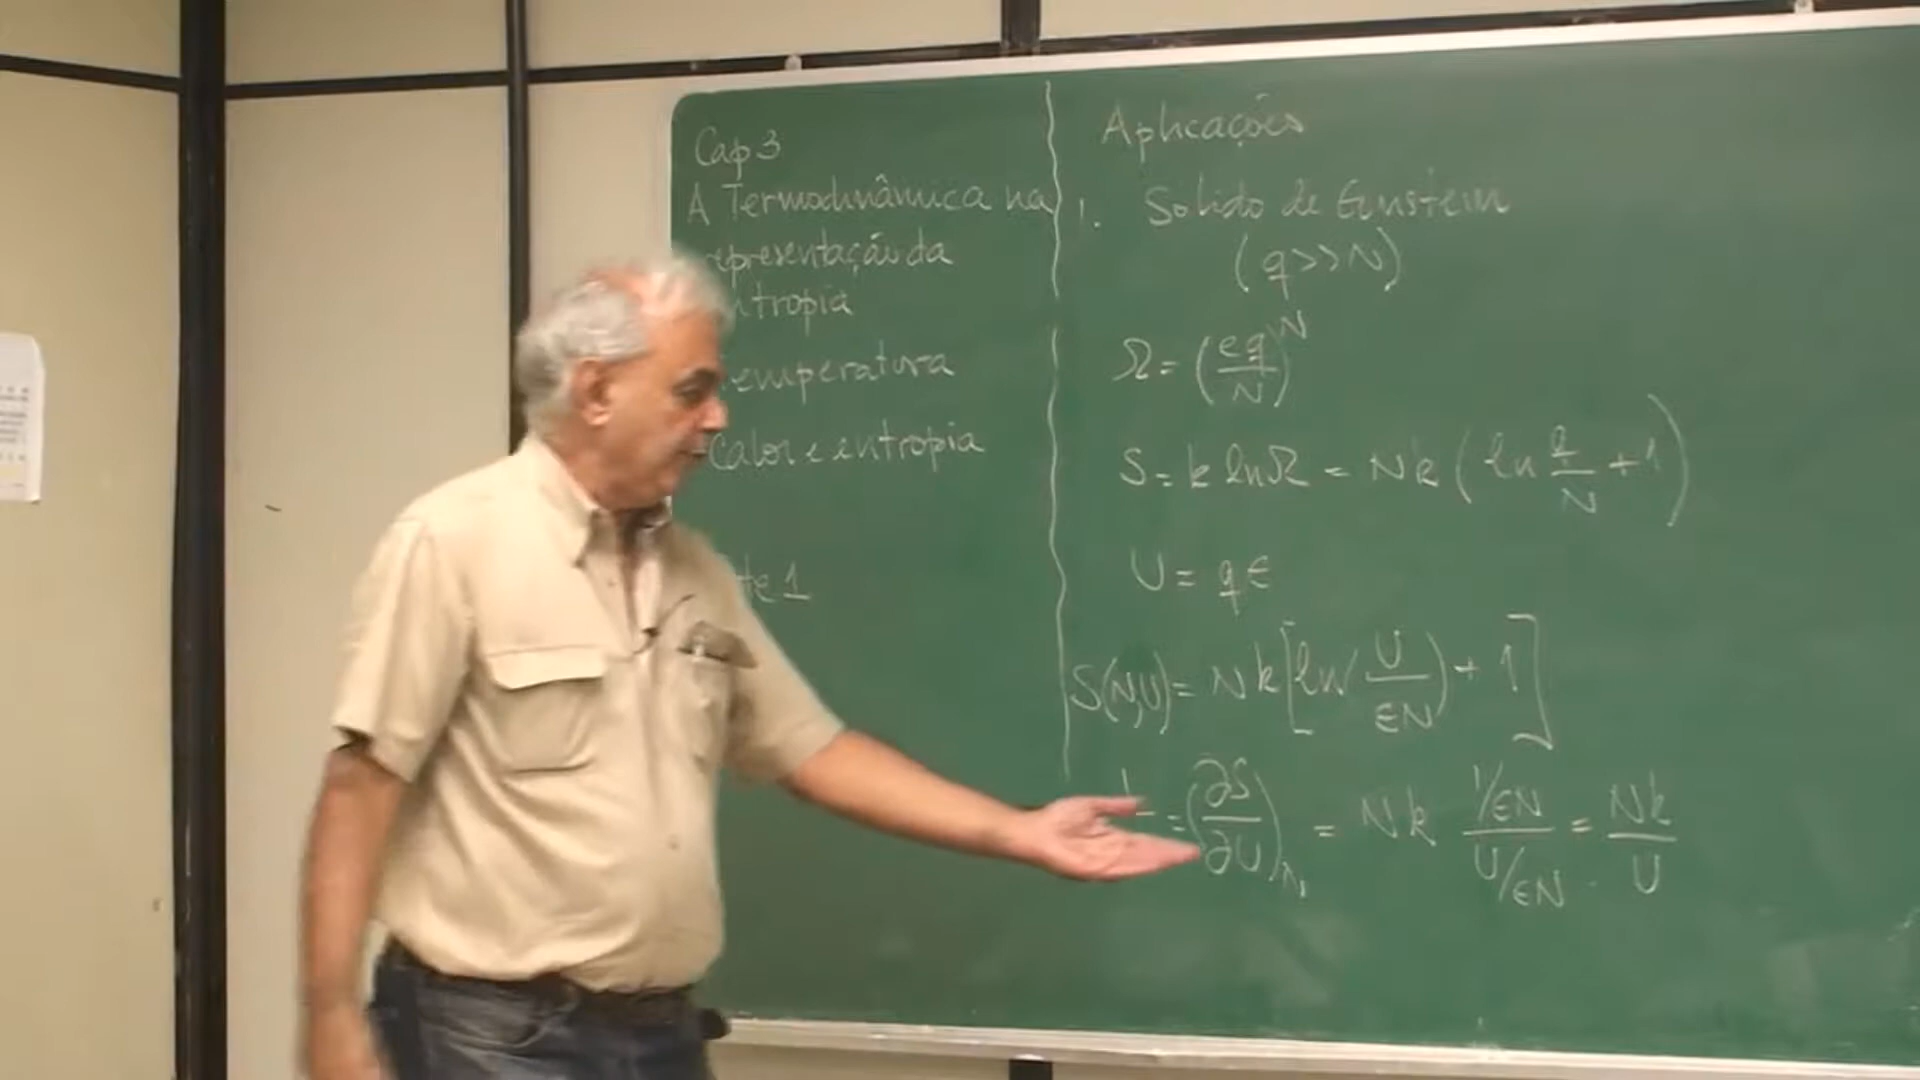 Cap 3
A Termodinâmica na
representação da
entropia
Temperatura
Calor e entropia
te 1
Aplicações
1. Sólido de Einstein
(q>>N)
Ω = (eq/N)^N
S = k lnΩ = Nk (ln q/N + 1)
U = qϵ
S(N,U) = Nk[ln(U/ϵN) + 1]
= (∂S/∂U)_N = Nk (1/ϵN)/(U/ϵN) = Nk/U